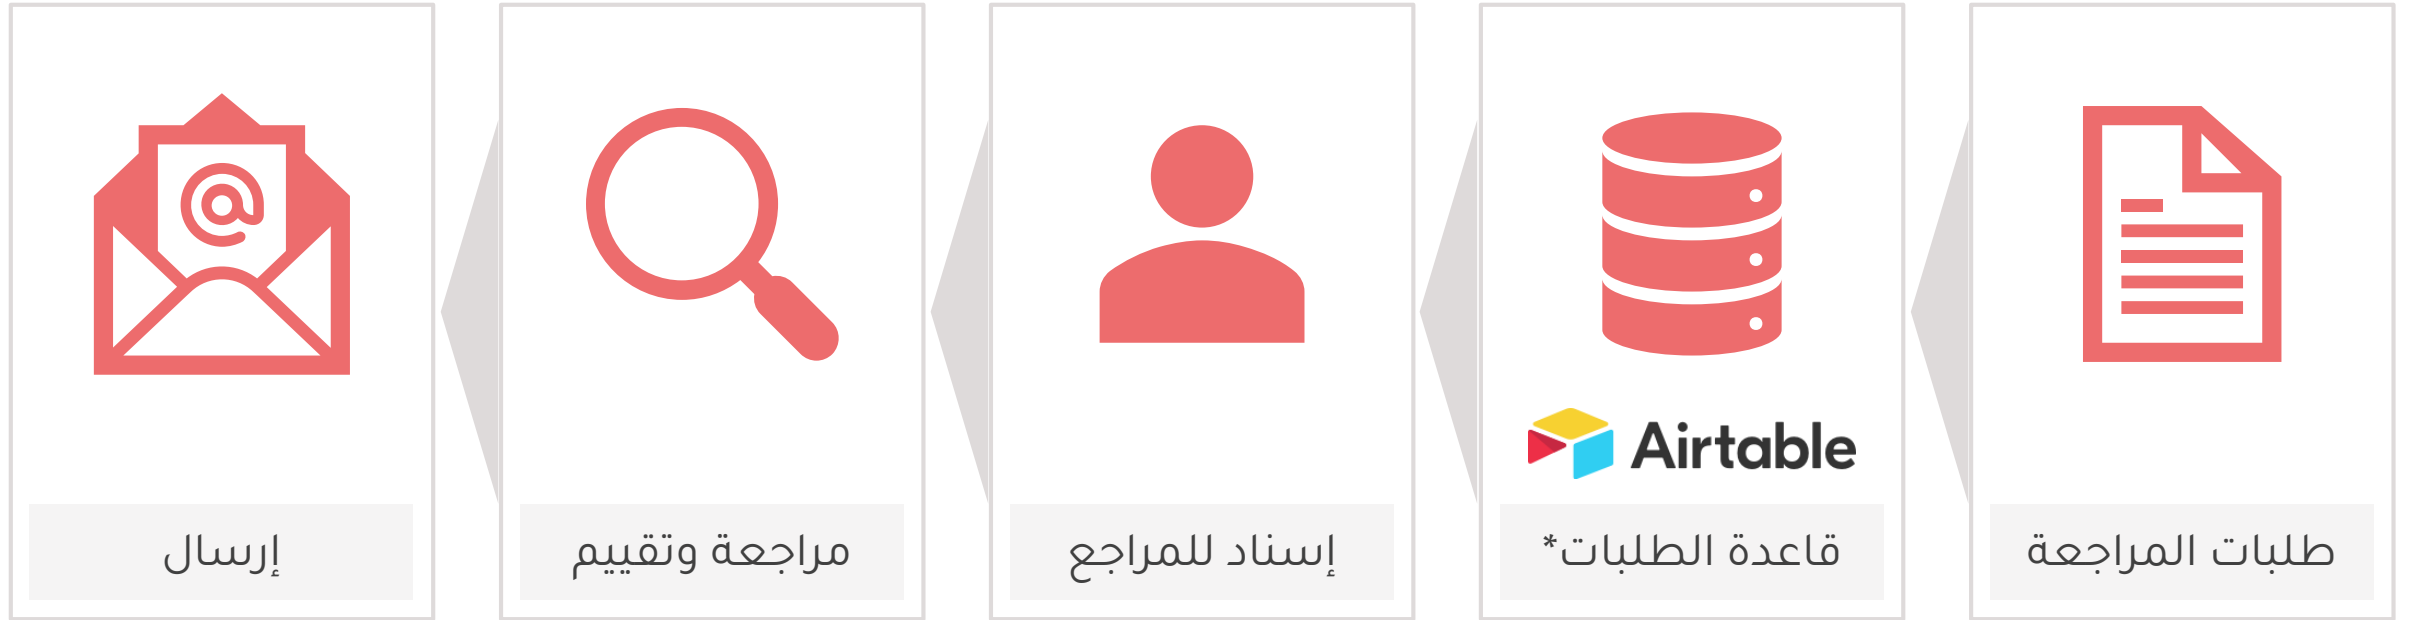 طلبات المراجعة
Airtable
قاعدة الطلبات*
إسناد للمراجع
مراجعة وتقييم
إرسال